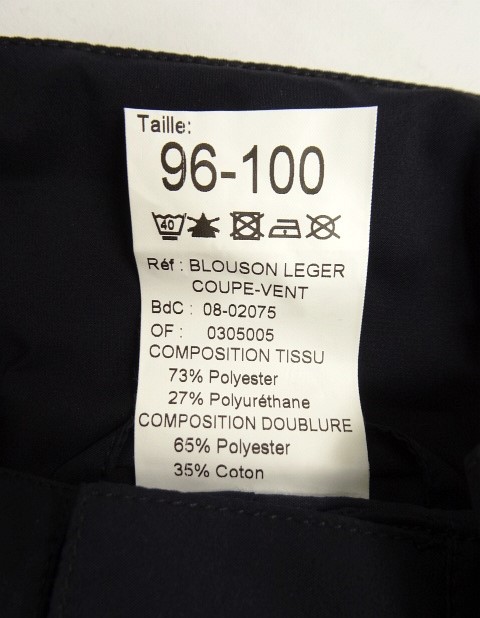 Taille:
96-100
40
Réf : BLOUSON LEGER
COUPE-VENT
BdC : 08-02075
OF : 0305005
COMPOSITION TISSU
73% Polyester
27% Polyuréthane
COMPOSITION DOUBLURE
65% Polyester
35% Coton